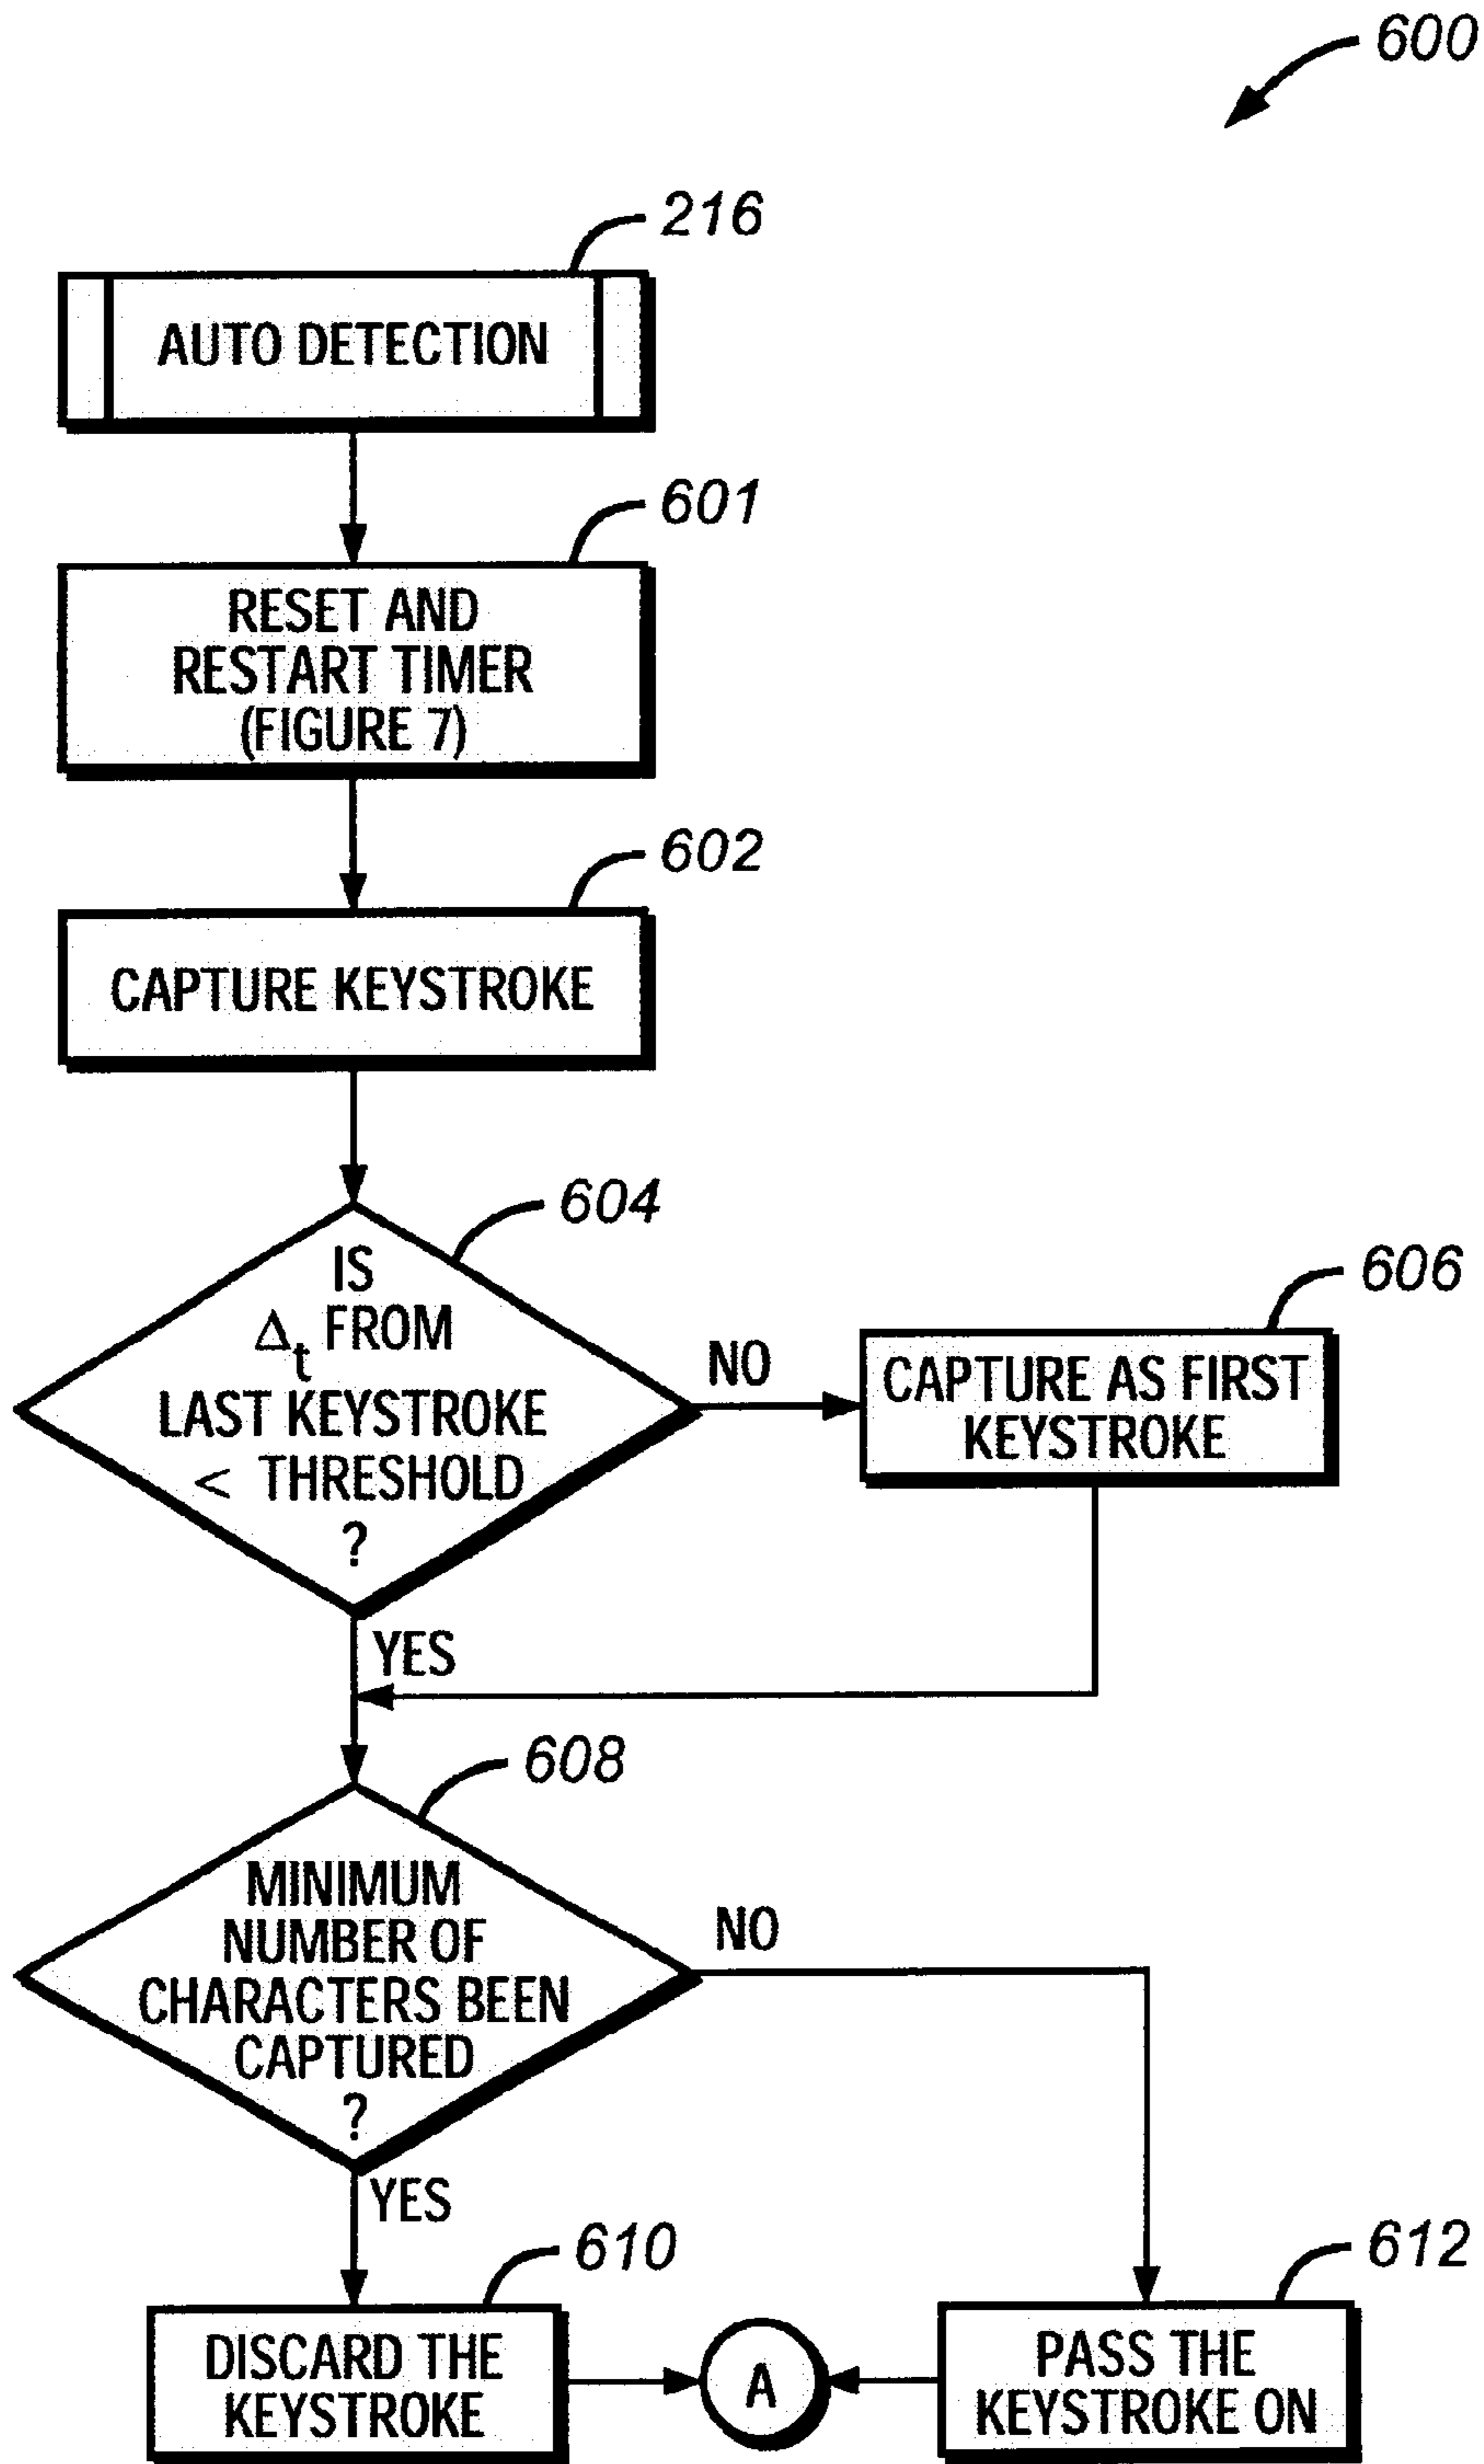 600
216
AUTO DETECTION
601
RESET AND
RESTART TIMER
(FIGURE 7)
602
CAPTURE KEYSTROKE
604
IS
Δt FROM
LAST KEYSTROKE
< THRESHOLD
?
NO
606
CAPTURE AS FIRST
KEYSTROKE
YES
608
MINIMUM
NUMBER OF
CHARACTERS BEEN
CAPTURED
?
NO
YES
610
DISCARD THE
KEYSTROKE
A
612
PASS THE
KEYSTROKE ON